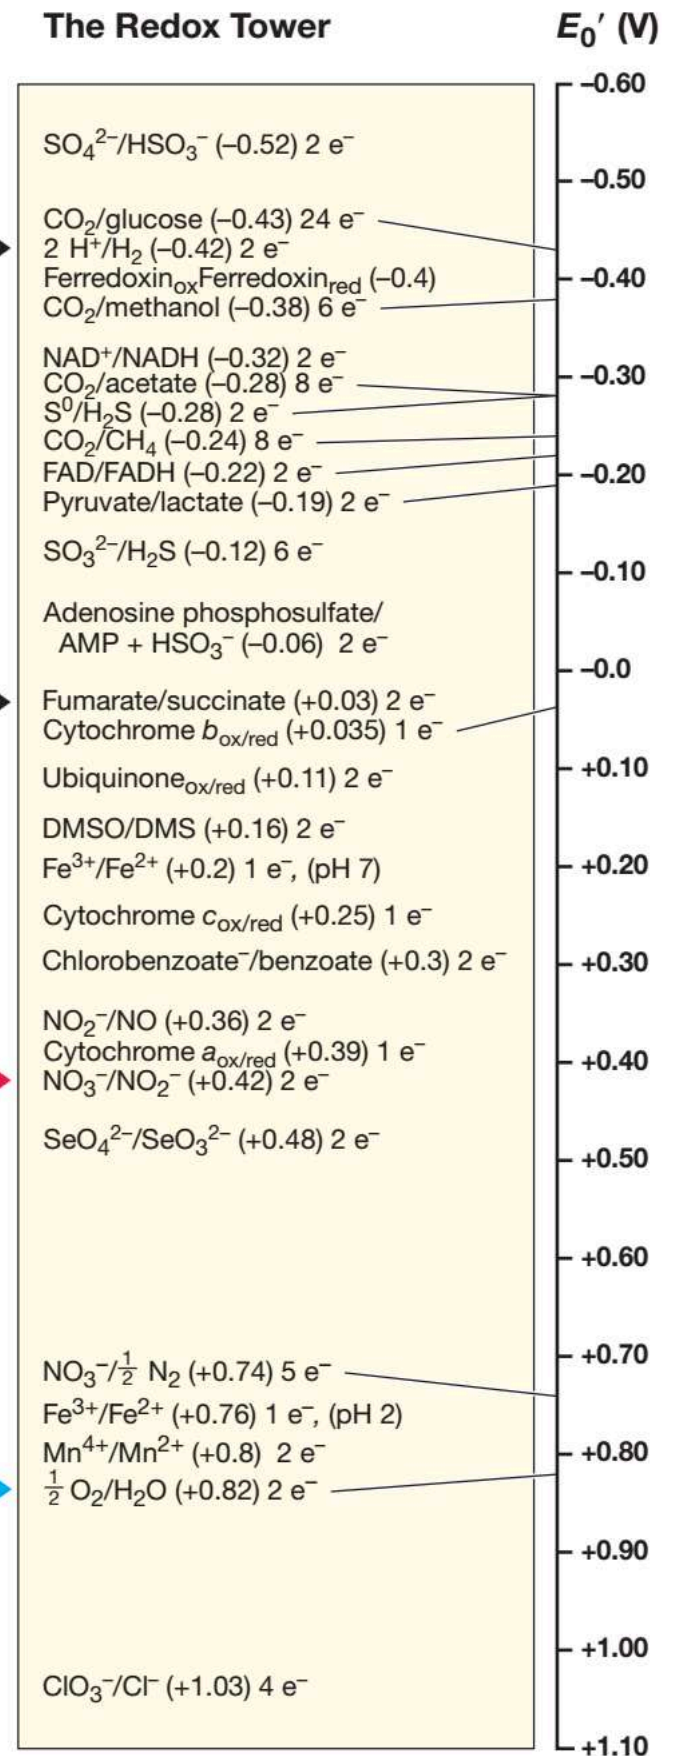 The Redox Tower
E₀′ (V)
SO₄²⁻/HSO₃⁻ (–0.52) 2 e⁻
CO₂/glucose (–0.43) 24 e⁻
2 H⁺/H₂ (–0.42) 2 e⁻
FerredoxinₒₓFerredoxinᵣₑd (–0.4)
CO₂/methanol (–0.38) 6 e⁻
NAD⁺/NADH (–0.32) 2 e⁻
CO₂/acetate (–0.28) 8 e⁻
S⁰/H₂S (–0.28) 2 e⁻
CO₂/CH₄ (–0.24) 8 e⁻
FAD/FADH (–0.22) 2 e⁻
Pyruvate/lactate (–0.19) 2 e⁻
SO₃²⁻/H₂S (–0.12) 6 e⁻
Adenosine phosphosulfate/
AMP + HSO₃⁻ (–0.06) 2 e⁻
Fumarate/succinate (+0.03) 2 e⁻
Cytochrome b ox/red (+0.035) 1 e⁻
Ubiquinone ox/red (+0.11) 2 e⁻
DMSO/DMS (+0.16) 2 e⁻
Fe³⁺/Fe²⁺ (+0.2) 1 e⁻, (pH 7)
Cytochrome c ox/red (+0.25) 1 e⁻
Chlorobenzoate⁻/benzoate (+0.3) 2 e⁻
NO₂⁻/NO (+0.36) 2 e⁻
Cytochrome a ox/red (+0.39) 1 e⁻
NO₃⁻/NO₂⁻ (+0.42) 2 e⁻
SeO₄²⁻/SeO₃²⁻ (+0.48) 2 e⁻
NO₃⁻/½ N₂ (+0.74) 5 e⁻
Fe³⁺/Fe²⁺ (+0.76) 1 e⁻, (pH 2)
Mn⁴⁺/Mn²⁺ (+0.8) 2 e⁻
½ O₂/H₂O (+0.82) 2 e⁻
ClO₃⁻/Cl⁻ (+1.03) 4 e⁻
–0.60
–0.50
–0.40
–0.30
–0.20
–0.10
–0.0
+0.10
+0.20
+0.30
+0.40
+0.50
+0.60
+0.70
+0.80
+0.90
+1.00
+1.10